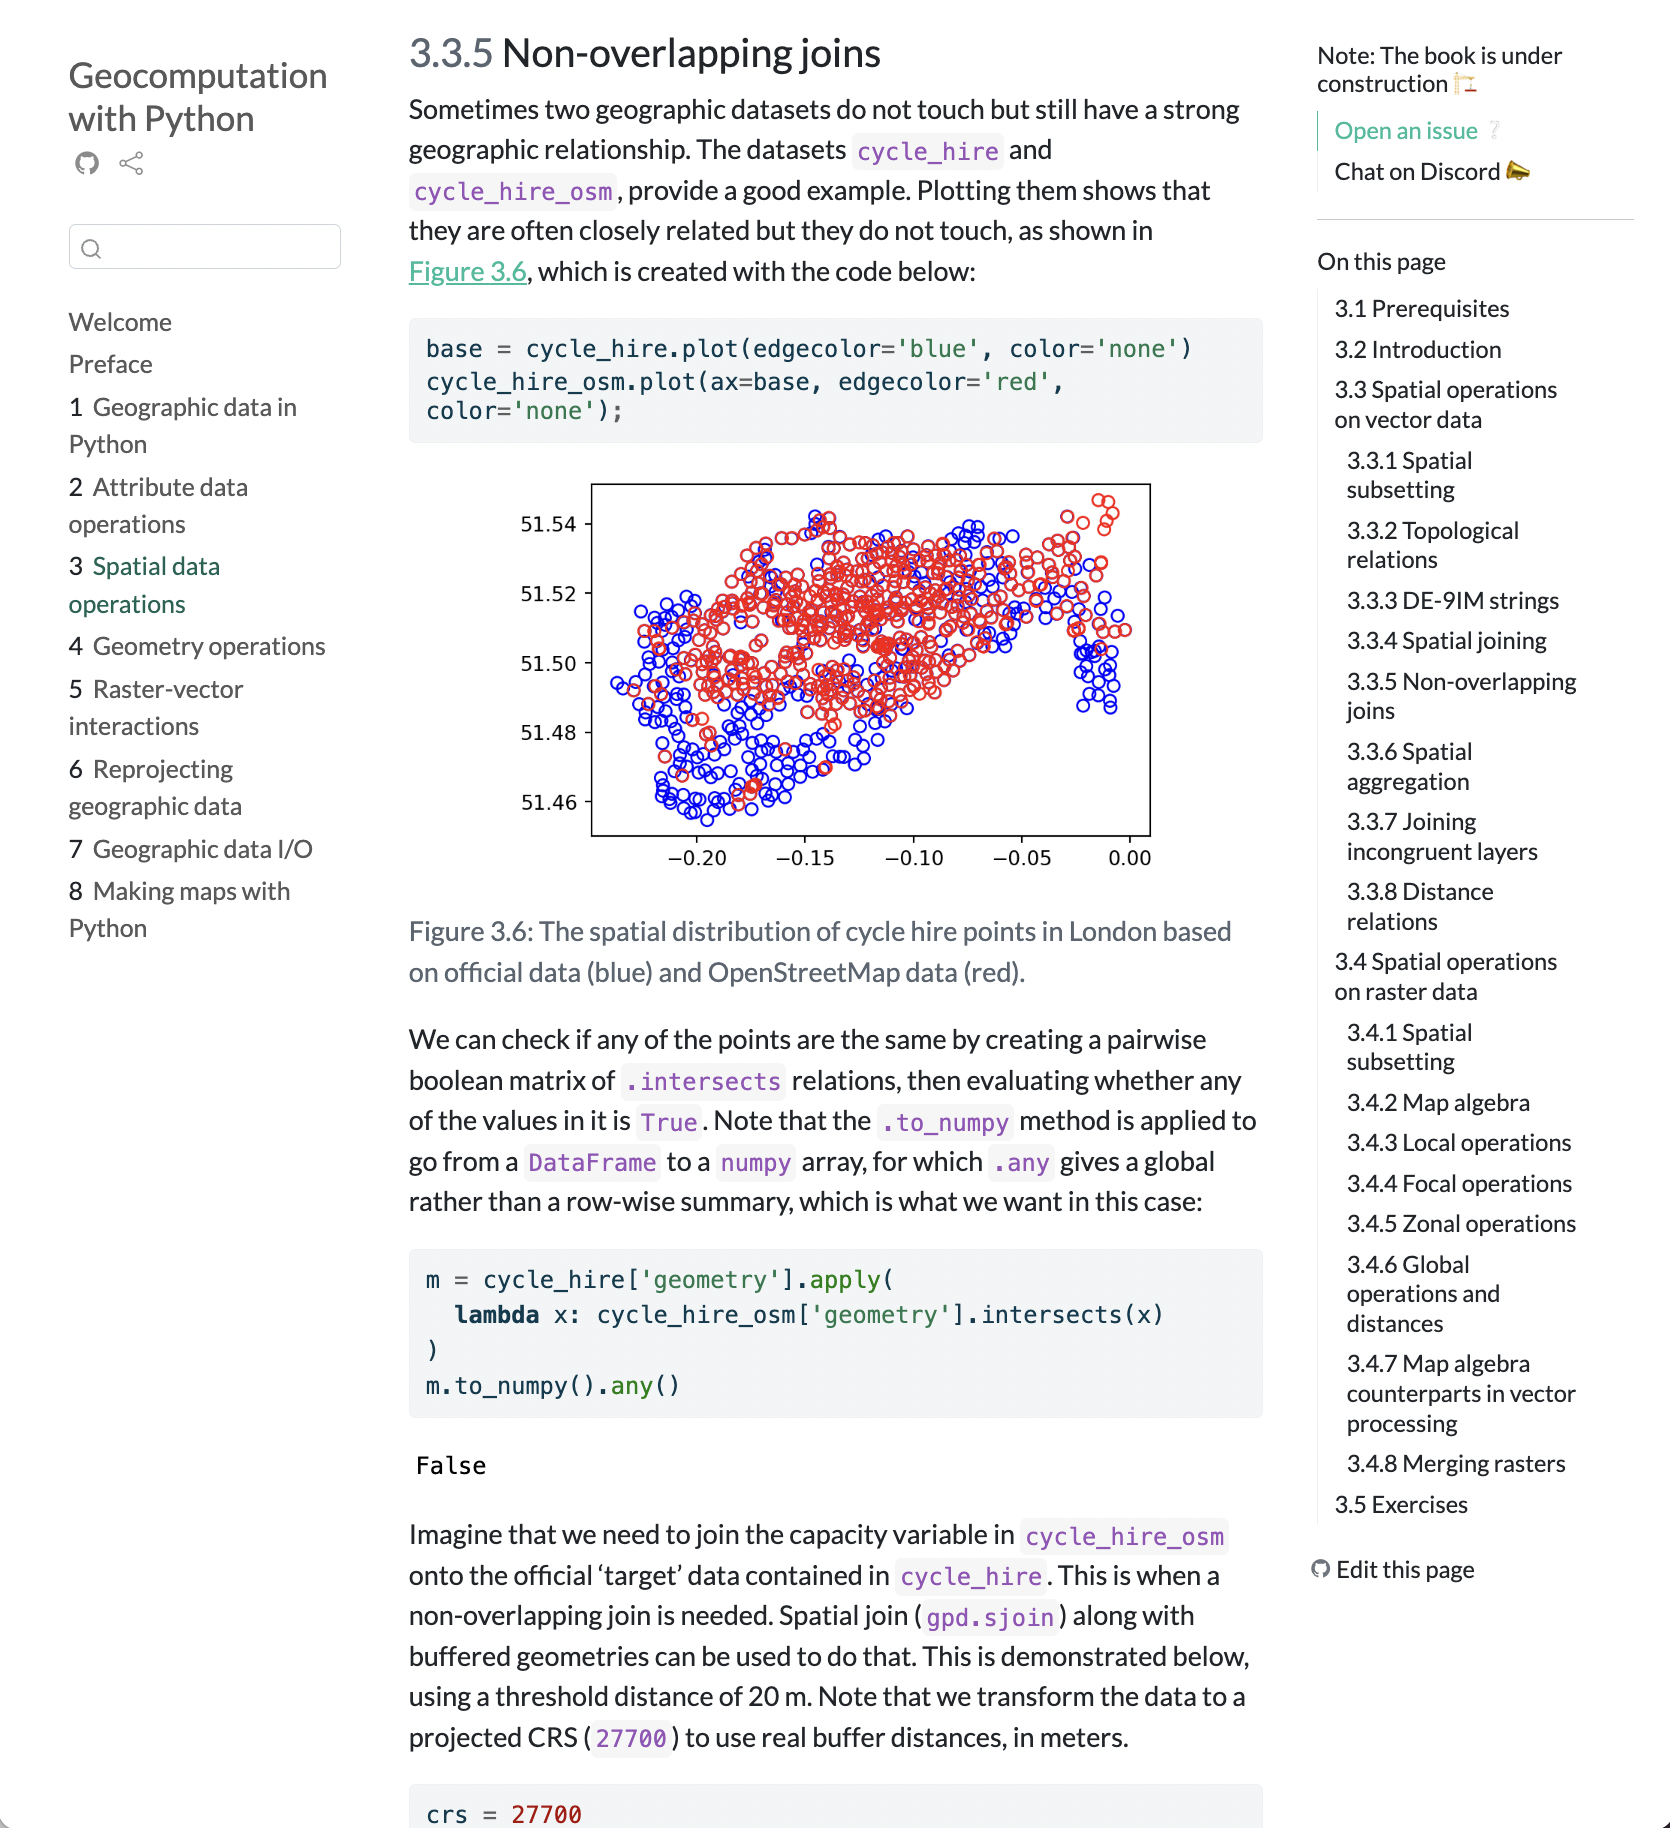 Geocomputation
with Python
Welcome
Preface
1 Geographic data in
Python
2 Attribute data
operations
3 Spatial data
operations
4 Geometry operations
5 Raster-vector
interactions
6 Reprojecting
geographic data
7 Geographic data I/O
8 Making maps with
Python
3.3.5 Non-overlapping joins
Sometimes two geographic datasets do not touch but still have a strong
geographic relationship. The datasets cycle_hire and
cycle_hire_osm, provide a good example. Plotting them shows that
they are often closely related but they do not touch, as shown in
Figure 3.6, which is created with the code below:
base = cycle_hire.plot(edgecolor='blue', color='none')
cycle_hire_osm.plot(ax=base, edgecolor='red',
color='none');
51.54
51.52
51.50
51.48
51.46
−0.20 −0.15 −0.10 −0.05 0.00
Figure 3.6: The spatial distribution of cycle hire points in London based
on official data (blue) and OpenStreetMap data (red).
We can check if any of the points are the same by creating a pairwise
boolean matrix of .intersects relations, then evaluating whether any
of the values in it is True. Note that the .to_numpy method is applied to
go from a DataFrame to a numpy array, for which .any gives a global
rather than a row-wise summary, which is what we want in this case:
m = cycle_hire['geometry'].apply(
  lambda x: cycle_hire_osm['geometry'].intersects(x)
)
m.to_numpy().any()
False
Imagine that we need to join the capacity variable in cycle_hire_osm
onto the official ‘target’ data contained in cycle_hire. This is when a
non-overlapping join is needed. Spatial join (gpd.sjoin) along with
buffered geometries can be used to do that. This is demonstrated below,
using a threshold distance of 20 m. Note that we transform the data to a
projected CRS (27700) to use real buffer distances, in meters.
crs = 27700
Note: The book is under
construction 🏗️
Open an issue ❔
Chat on Discord 📣
On this page
3.1 Prerequisites
3.2 Introduction
3.3 Spatial operations
on vector data
3.3.1 Spatial
subsetting
3.3.2 Topological
relations
3.3.3 DE-9IM strings
3.3.4 Spatial joining
3.3.5 Non-overlapping
joins
3.3.6 Spatial
aggregation
3.3.7 Joining
incongruent layers
3.3.8 Distance
relations
3.4 Spatial operations
on raster data
3.4.1 Spatial
subsetting
3.4.2 Map algebra
3.4.3 Local operations
3.4.4 Focal operations
3.4.5 Zonal operations
3.4.6 Global
operations and
distances
3.4.7 Map algebra
counterparts in vector
processing
3.4.8 Merging rasters
3.5 Exercises
Edit this page